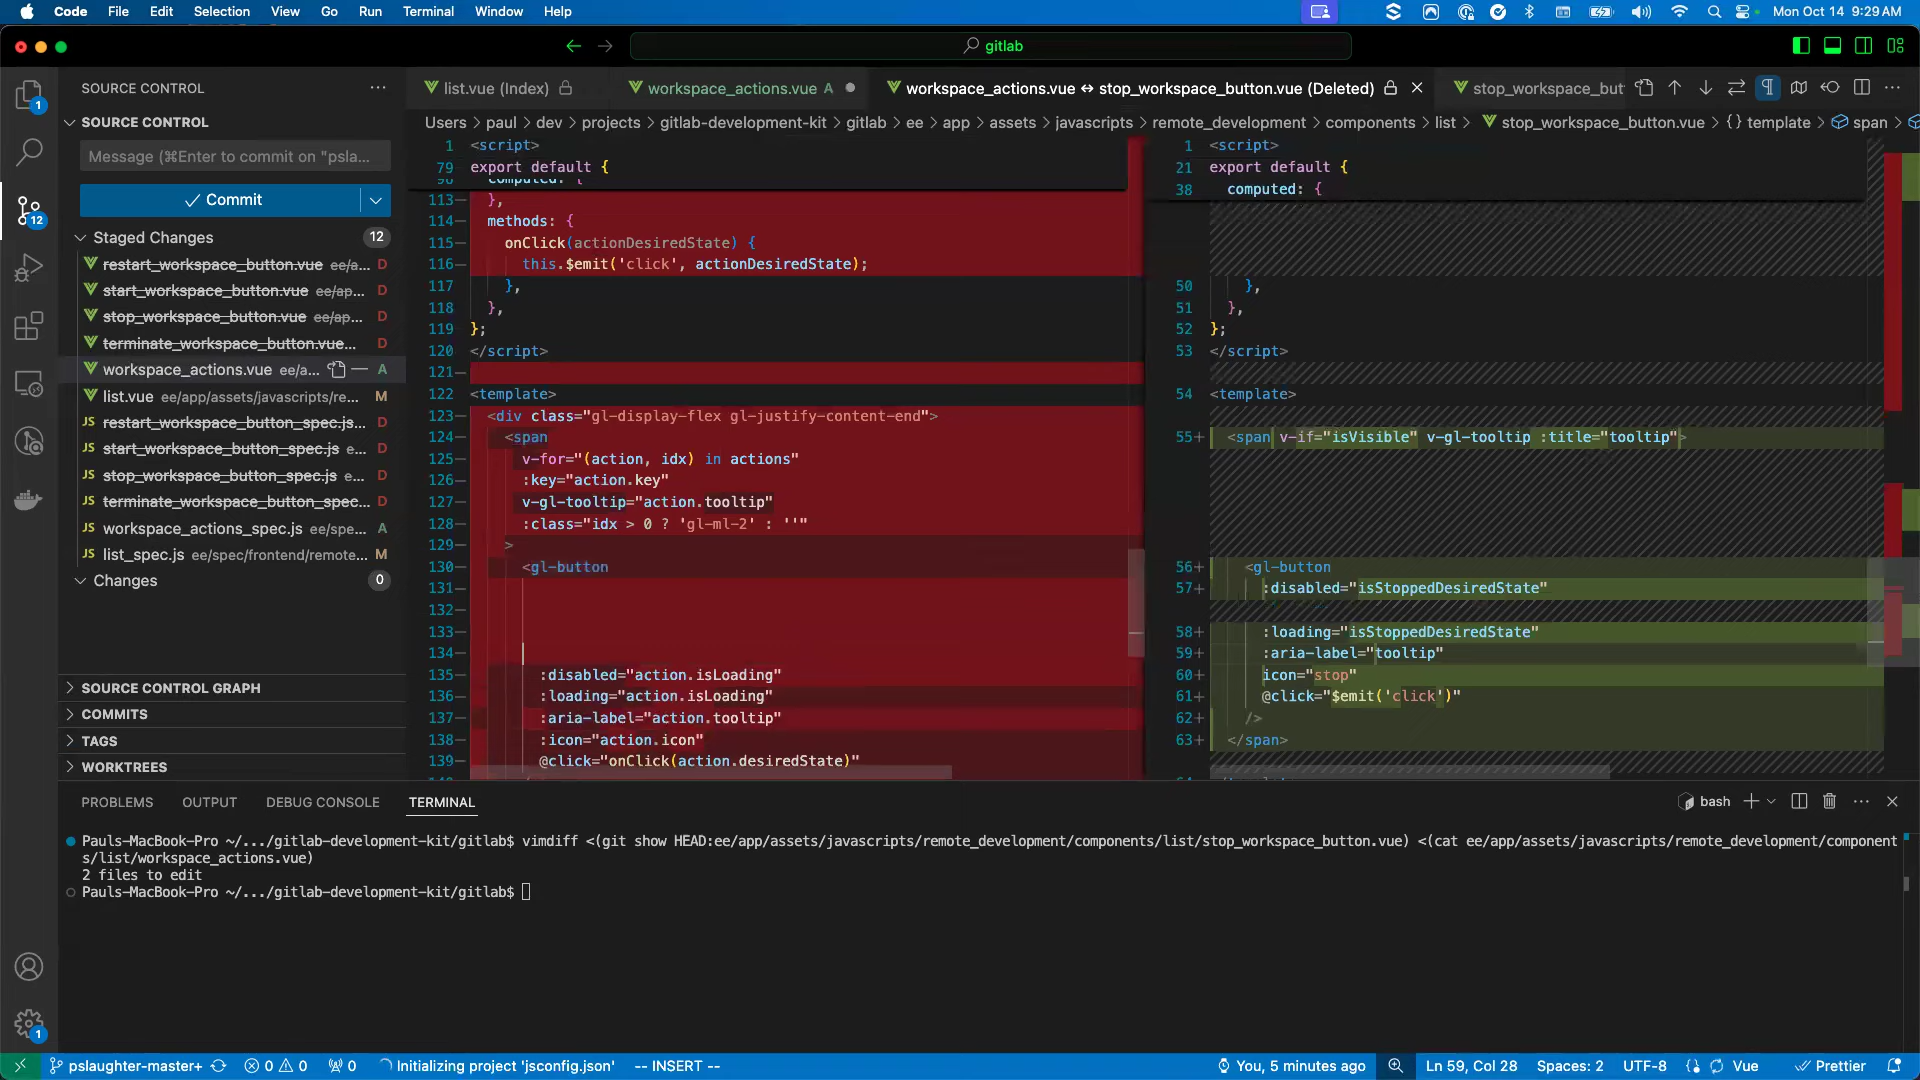 Code File Edit Selection View Go Run Terminal Window Help
Mon Oct 14 9:29 AM
gitlab
SOURCE CONTROL
list.vue (Index)
workspace_actions.vue A
workspace_actions.vue ↔ stop_workspace_button.vue (Deleted)
stop_workspace_but
Users > paul > dev > projects > gitlab-development-kit > gitlab > ee > app > assets > javascripts > remote_development > components > list > stop_workspace_button.vue > {} template > span >
SOURCE CONTROL
Message (⌘Enter to commit on "psla...
Commit
Staged Changes 12
restart_workspace_button.vue ee/a... D
start_workspace_button.vue ee/ap... D
stop_workspace_button.vue ee/ap... D
terminate_workspace_button.vue... D
workspace_actions.vue ee/a... A
list.vue ee/app/assets/javascripts/re... M
JS restart_workspace_button_spec.js... D
JS start_workspace_button_spec.js e... D
JS stop_workspace_button_spec.js e... D
JS terminate_workspace_button_spec... D
JS workspace_actions_spec.js ee/spe... A
JS list_spec.js ee/spec/frontend/remote... M
Changes 0
SOURCE CONTROL GRAPH
COMMITS
TAGS
WORKTREES
1
12
1
1 <script>
79 export default {
computed: {
113— },
114— methods: {
115— onClick(actionDesiredState) {
116— this.$emit('click', actionDesiredState);
117 },
118 },
119 };
120 </script>
121—
122 <template>
123— <div class="gl-display-flex gl-justify-content-end">
124— <span
125— v-for="(action, idx) in actions"
126— :key="action.key"
127— v-gl-tooltip="action.tooltip"
128— :class="idx > 0 ? 'gl-ml-2' : ''"
129— >
130— <gl-button
131—
132—
133—
134—
135— :disabled="action.isLoading"
136— :loading="action.isLoading"
137— :aria-label="action.tooltip"
138— :icon="action.icon"
139— @click="onClick(action.desiredState)"
1 <script>
21 export default {
38 computed: {
50 },
51 },
52 };
53 </script>
54 <template>
55+ <span v-if="isVisible" v-gl-tooltip :title="tooltip">
56+ <gl-button
57+ :disabled="isStoppedDesiredState"
58+ :loading="isStoppedDesiredState"
59+ :aria-label="tooltip"
60+ icon="stop"
61+ @click="$emit('click')"
62+ />
63+ </span>
PROBLEMS OUTPUT DEBUG CONSOLE TERMINAL
bash
Pauls-MacBook-Pro ~/.../gitlab-development-kit/gitlab$ vimdiff <(git show HEAD:ee/app/assets/javascripts/remote_development/components/list/stop_workspace_button.vue) <(cat ee/app/assets/javascripts/remote_development/component
s/list/workspace_actions.vue)
2 files to edit
Pauls-MacBook-Pro ~/.../gitlab-development-kit/gitlab$
pslaughter-master+ 0 0 0 Initializing project 'jsconfig.json' -- INSERT -- You, 5 minutes ago Ln 59, Col 28 Spaces: 2 UTF-8 {} Vue Prettier